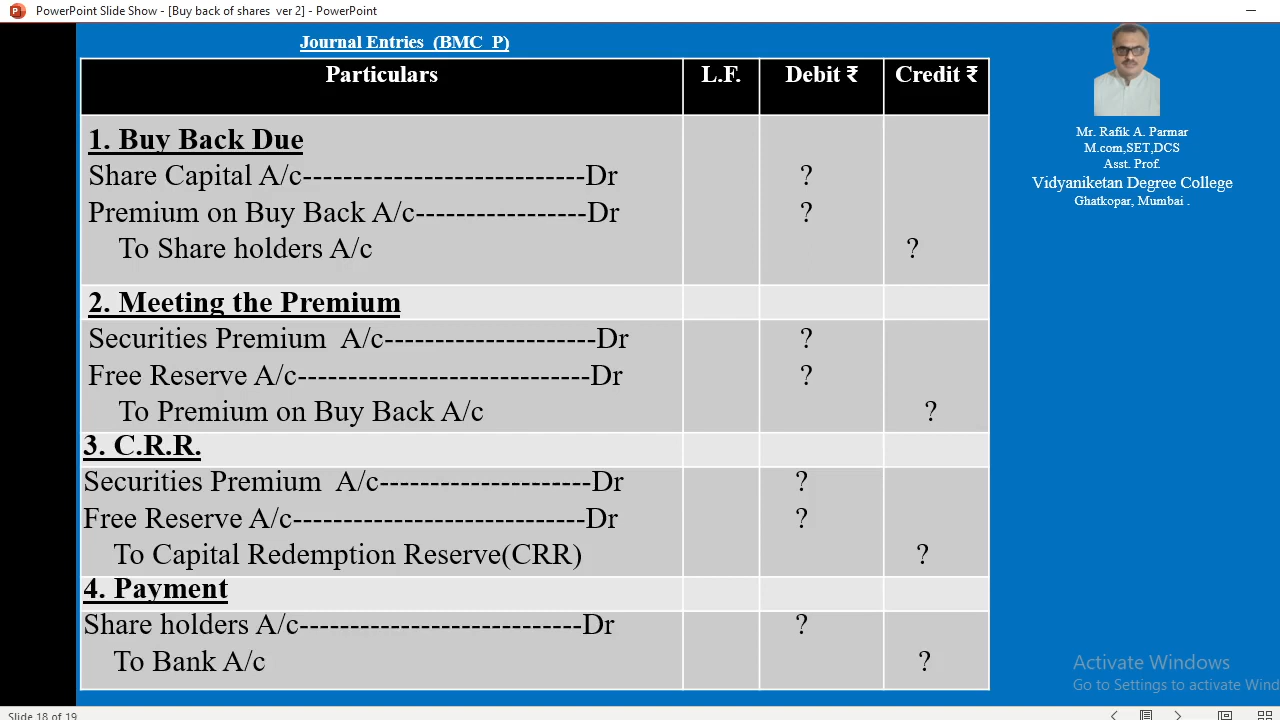 PowerPoint Slide Show - [Buy back of shares  ver 2] - PowerPoint
Journal Entries  (BMC  P)
Particulars L.F. Debit ₹ Credit ₹
1. Buy Back Due
Share Capital A/c----------------------------Dr ?
Premium on Buy Back A/c-----------------Dr ?
To Share holders A/c ?
2. Meeting the Premium
Securities Premium  A/c---------------------Dr ?
Free Reserve A/c-----------------------------Dr ?
To Premium on Buy Back A/c ?
3. C.R.R.
Securities Premium  A/c---------------------Dr ?
Free Reserve A/c-----------------------------Dr ?
To Capital Redemption Reserve(CRR) ?
4. Payment
Share holders A/c----------------------------Dr ?
To Bank A/c ?
Mr. Rafik A. Parmar
M.com,SET,DCS
Asst. Prof.
Vidyaniketan Degree College
Ghatkopar, Mumbai .
Activate Windows
Go to Settings to activate Wind
Slide 18 of 19